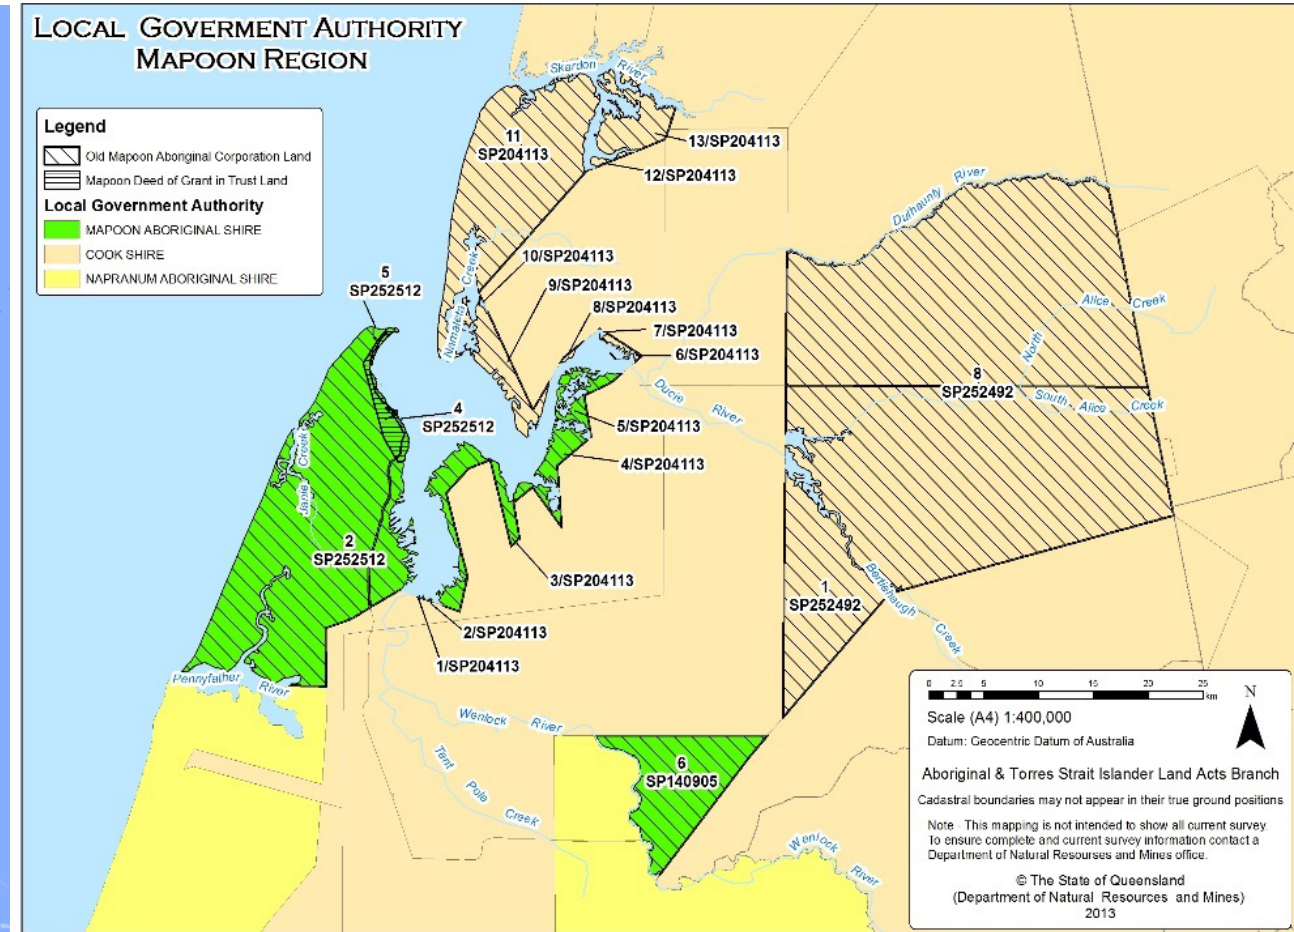 LOCAL GOVERMENT AUTHORITY
MAPOON REGION
Legend
Old Mapoon Aboriginal Corporation Land
Mapoon Deed of Grant in Trust Land
Local Government Authority
MAPOON ABORIGINAL SHIRE
COOK SHIRE
NAPRANUM ABORIGINAL SHIRE
Skardon River
11
SP204113
13/SP204113
12/SP204113
Dulhaunty River
Namaleta Creek
10/SP204113
9/SP204113
8/SP204113
7/SP204113
6/SP204113
5
SP252512
4
SP252512
Ducie River
5/SP204113
4/SP204113
North Alice Creek
8
SP252492
South Alice Creek
Janie Creek
2
SP252512
3/SP204113
2/SP204113
1/SP204113
1
SP252492
Bertiehaugh Creek
Pennyfather River
Wenlock River
Tent Pole Creek
6
SP140905
Wenlock River
0 2.5 5 10 15 20 25
km
N
Scale (A4) 1:400,000
Datum: Geocentric Datum of Australia
Aboriginal & Torres Strait Islander Land Acts Branch
Cadastral boundaries may not appear in their true ground positions
Note - This mapping is not intended to show all current survey.
To ensure complete and current survey information contact a
Department of Natural Resourses and Mines office.
© The State of Queensland
(Department of Natural Resources and Mines)
2013